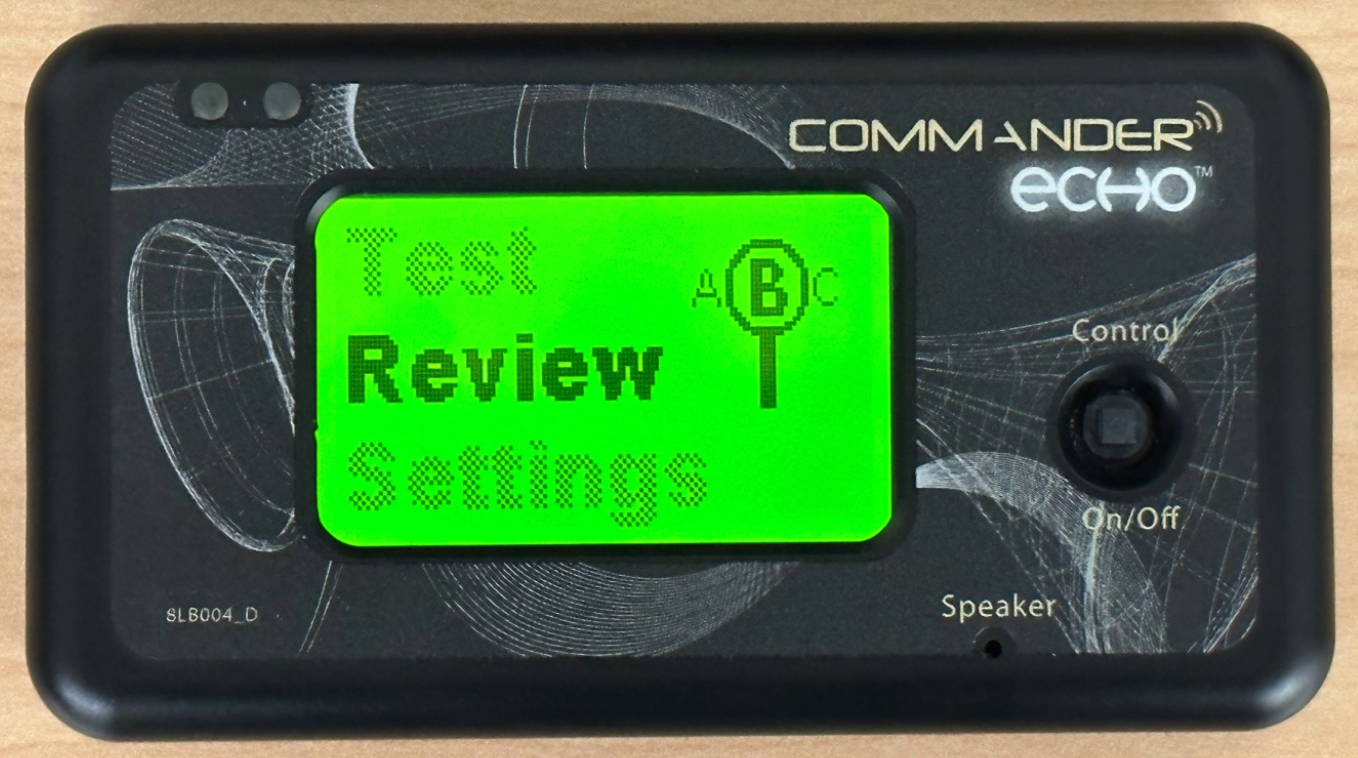 COMMANDER
ECHO™
Test
A B C
Review
Settings
Control
On/Off
Speaker
SLB004_D